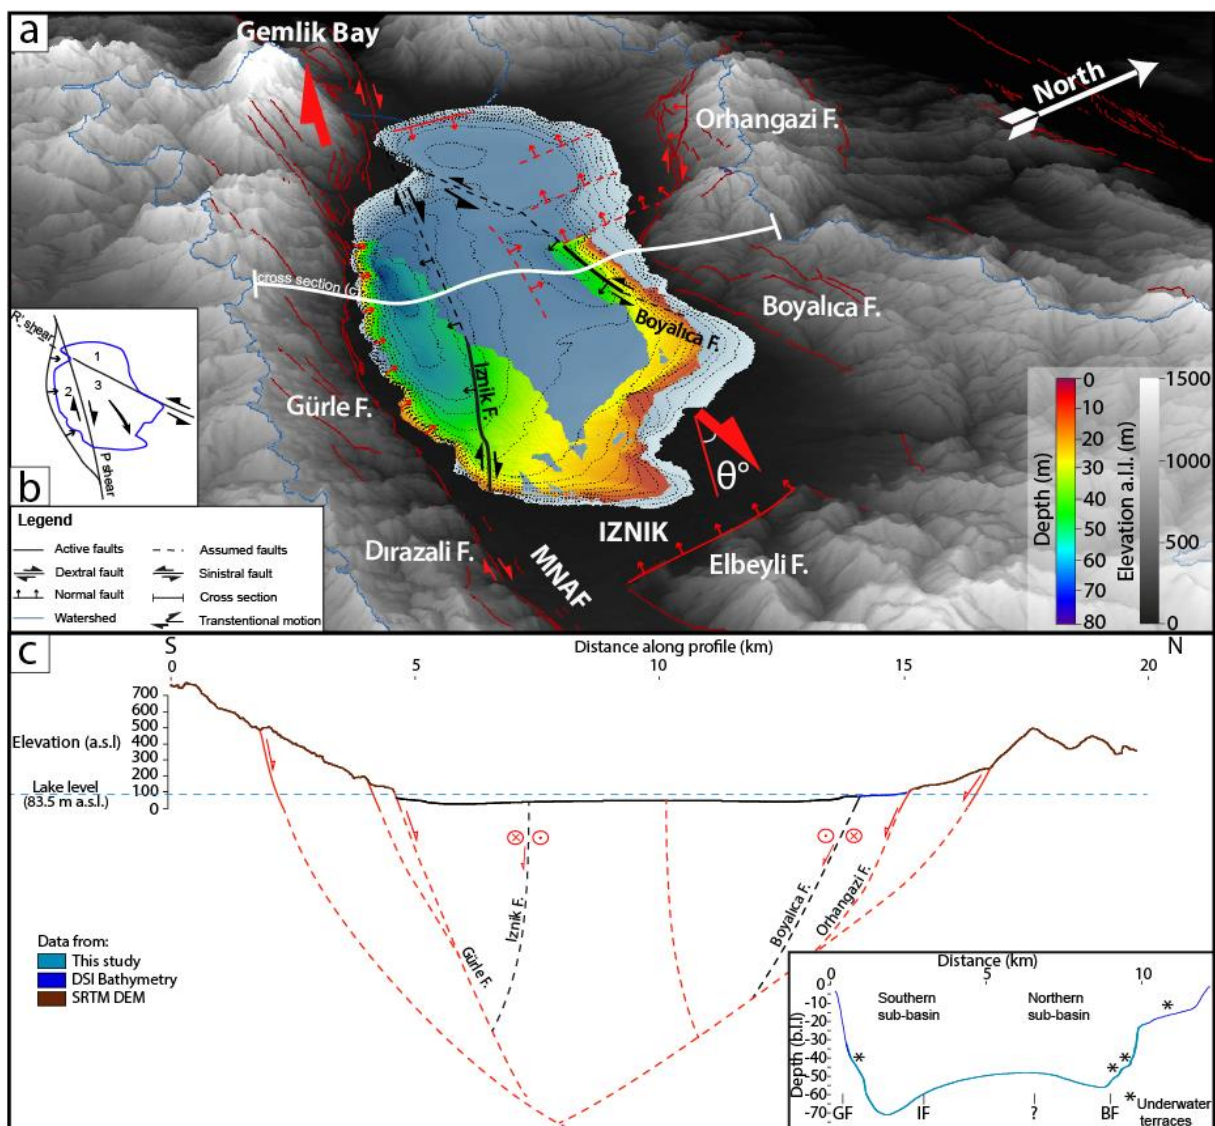 a
Gemlik Bay
North
Orhangazi F.
cross section (c)
Boyalıca F.
Boyalıca F.
Iznik F.
Gürle F.
θ°
IZNIK
Dırazali F.
MNAF
Elbeyli F.
Depth (m)
0
10
20
30
40
50
60
70
80
Elevation a.l.l. (m)
1500
1000
500
0
R' shear
1
2
3
P shear
b
Legend
Active faults
Assumed faults
Dextral fault
Sinistral fault
Normal fault
Cross section
Watershed
Transtentional motion
c
S
Distance along profile (km)
N
0 5 10 15 20
700
600
Elevation (a.s.l)
500
400
300
200
Lake level
(83.5 m a.s.l.)
100
0
Gürle F.
Iznik F.
Boyalıca F.
Orhangazi F.
Data from:
This study
DSI Bathymetry
SRTM DEM
Distance (km)
0 5 10
Depth (b.l.l)
0
-10
-20
-30
-40
-50
-60
-70
Southern
sub-basin
Northern
sub-basin
* * * *
GF IF ? BF
* Underwater
terraces